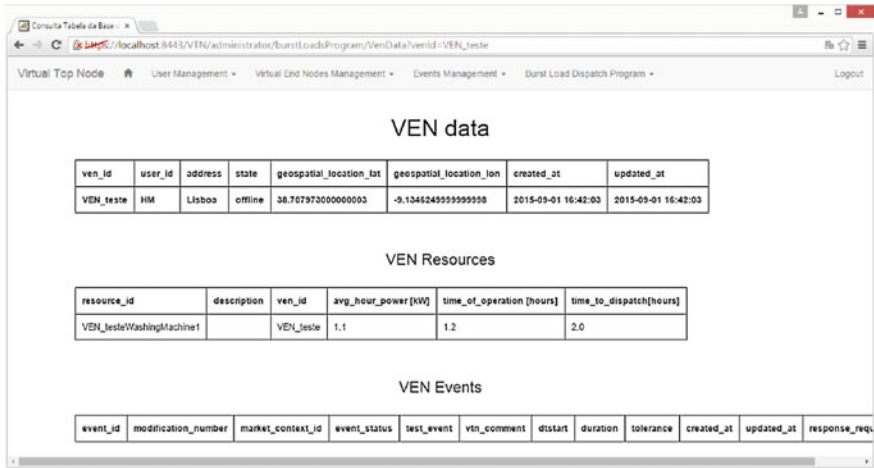 Consulta Tabela da Base c
https://localhost:8443/VTN/administrator/burstLoadsProgram/VenData?venId=VEN_teste
Virtual Top Node User Management Virtual End Nodes Management Events Management Burst Load Dispatch Program Logout
VEN data
ven_id user_id address state geospatial_location_lat geospatial_location_lon created_at updated_at
VEN_teste HM Lisboa offline 38.707973000000003 -9.1346249999999998 2015-09-01 16:42:03 2015-09-01 16:42:03
VEN Resources
resource_id description ven_id avg_hour_power [kW] time_of_operation [hours] time_to_dispatch[hours]
VEN_testeWashingMachine1 VEN_teste 1.1 1.2 2.0
VEN Events
event_id modification_number market_context_id event_status test_event vtn_comment dtstart duration tolerance created_at updated_at response_requ